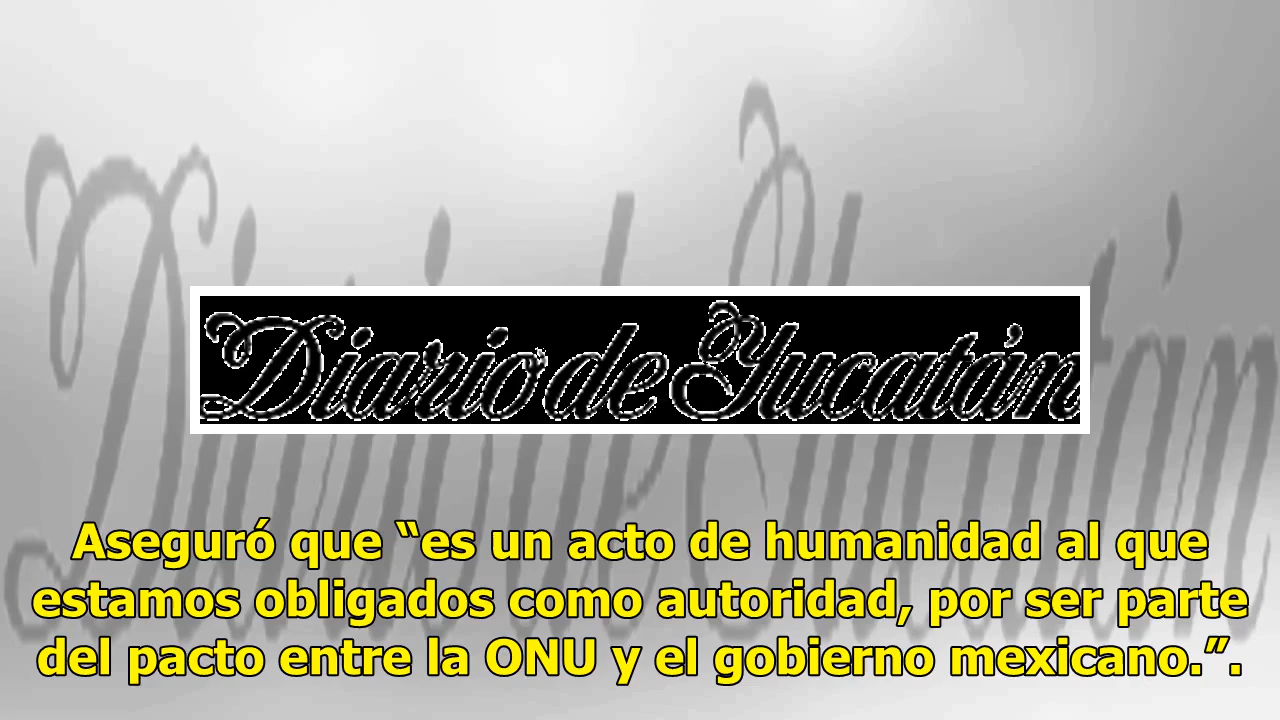 Diario de Yucatán
Aseguró que “es un acto de humanidad al que
estamos obligados como autoridad, por ser parte
del pacto entre la ONU y el gobierno mexicano.”.